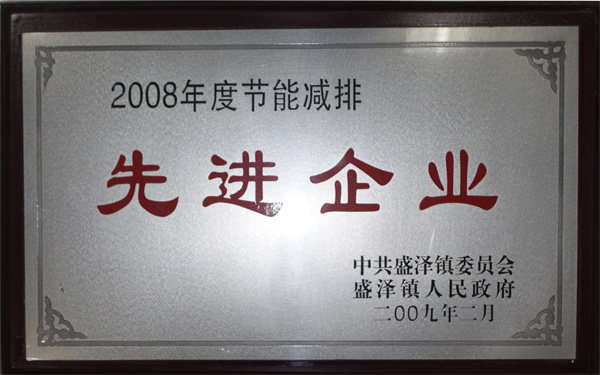 2008年度节能减排
先进企业
中共盛泽镇委员会
盛泽镇人民政府
二00九年二月